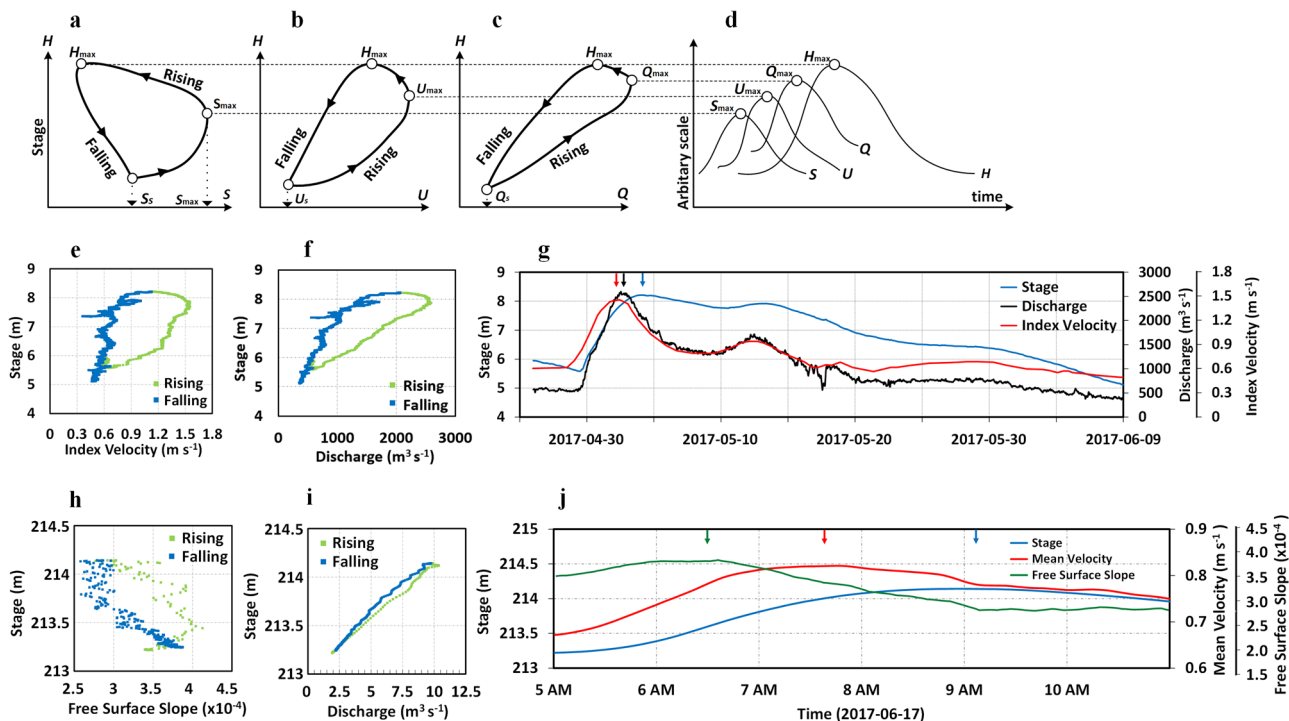 a
b
c
d
H
Hmax
Rising
Smax
Falling
Stage
Ss
Smax
S
H
Hmax
Umax
Falling
Rising
Us
U
H
Hmax
Qmax
Falling
Rising
Qs
Q
Arbitary scale
Smax
Umax
Qmax
Hmax
S
U
Q
H
time
e
9
8
7
6
5
4
Stage (m)
Rising
Falling
0 0.3 0.6 0.9 1.2 1.5 1.8
Index Velocity (m s-1)
f
9
8
7
6
5
4
Stage (m)
Rising
Falling
0 1000 2000 3000
Discharge (m3 s-1)
g
9
8
7
6
5
4
Stage (m)
Stage
Discharge
Index Velocity
3000
2500
2000
1500
1000
500
0
Discharge (m3 s-1)
1.8
1.5
1.2
0.9
0.6
0.3
0
Index Velocity (m s-1)
2017-04-30 2017-05-10 2017-05-20 2017-05-30 2017-06-09
h
214.5
214
213.5
213
Stage (m)
Rising
Falling
2.5 3 3.5 4 4.5
Free Surface Slope (x10-4)
i
214.5
214
213.5
213
Stage (m)
Rising
Falling
0 2.5 5 7.5 10 12.5
Discharge (m3 s-1)
j
215
214.5
214
213.5
213
Stage (m)
Stage
Mean Velocity
Free Surface Slope
0.9
0.8
0.7
0.6
Mean Velocity (m s-1)
4.5
4.0
3.5
3.0
2.5
2.0
1.5
Free Surface Slope (x10-4)
5 AM 6 AM 7 AM 8 AM 9 AM 10 AM
Time (2017-06-17)